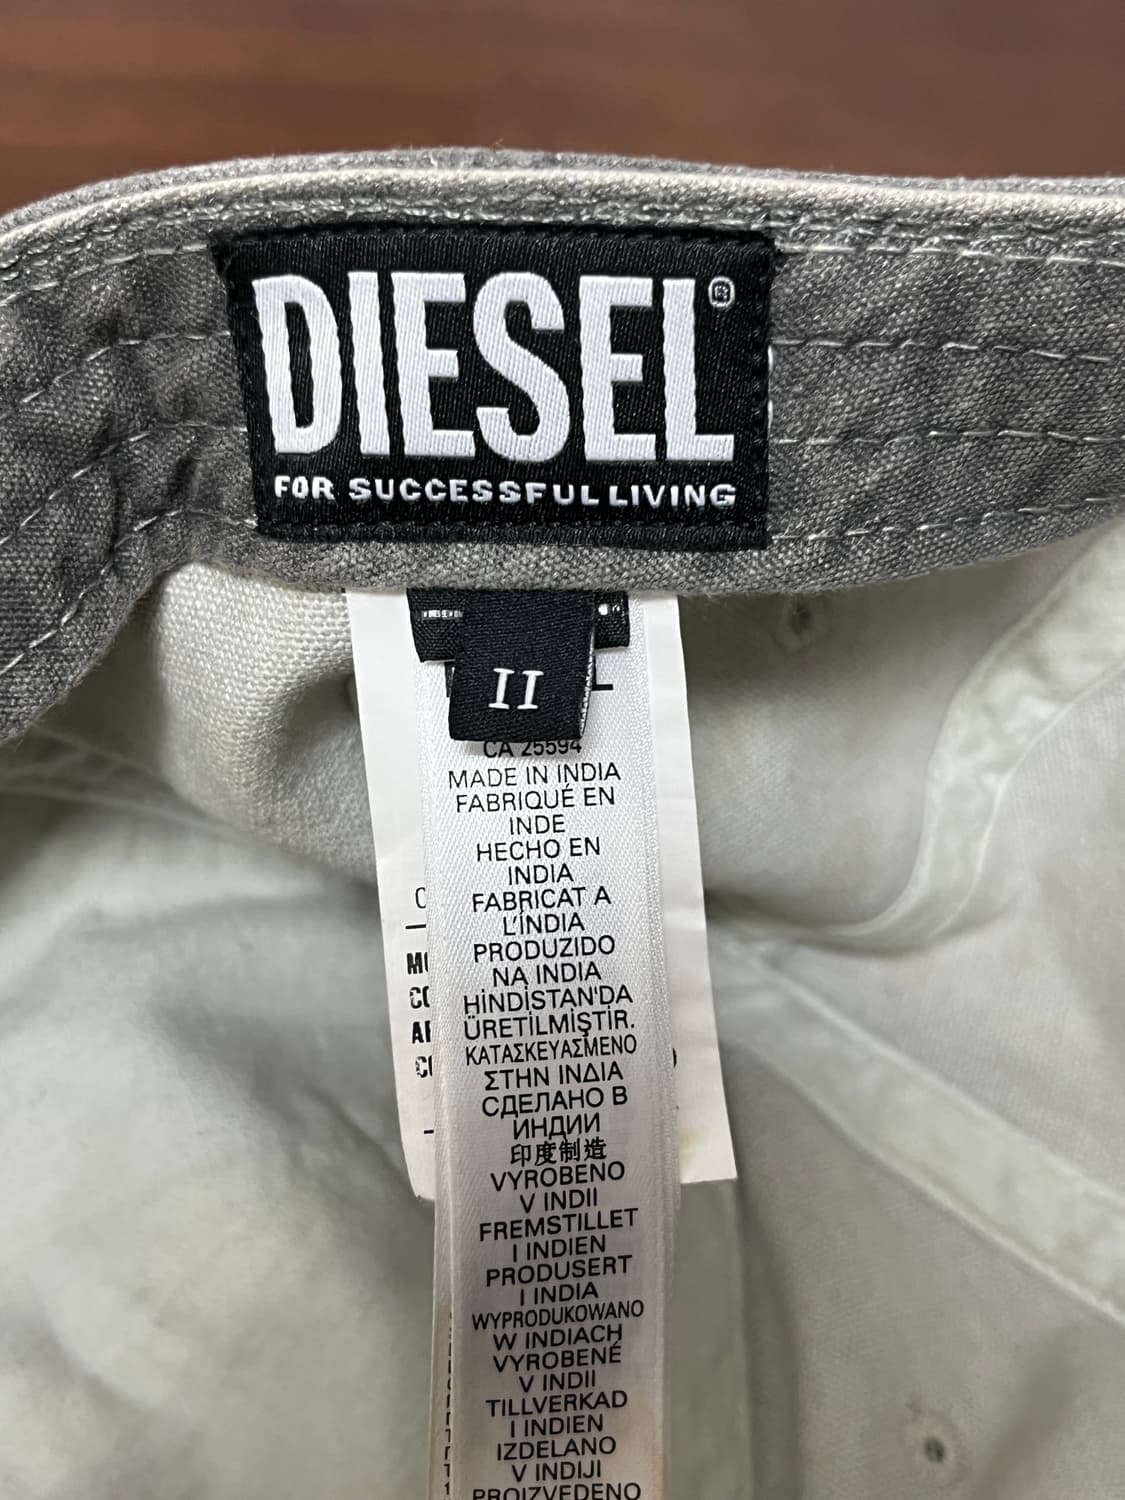 DIESEL®
FOR SUCCESSFUL LIVING
II
CA 25594
MADE IN INDIA
FABRIQUÉ EN
INDE
HECHO EN
INDIA
FABRICAT A
L'ÍNDIA
PRODUZIDO
NA INDIA
HİNDİSTAN'DA
ÜRETİLMİŞTİR.
ΚΑΤΑΣΚΕΥΑΣΜΕΝΟ
ΣΤΗΝ ΙΝΔΙΑ
СДЕЛАНО В
ИНДИИ
印度制造
VYROBENO
V INDII
FREMSTILLET
I INDIEN
PRODUSERT
I INDIA
WYPRODUKOWANO
W INDIACH
VYROBENÉ
V INDII
TILLVERKAD
I INDIEN
IZDELANO
V INDIJI
PROIZVEDENO